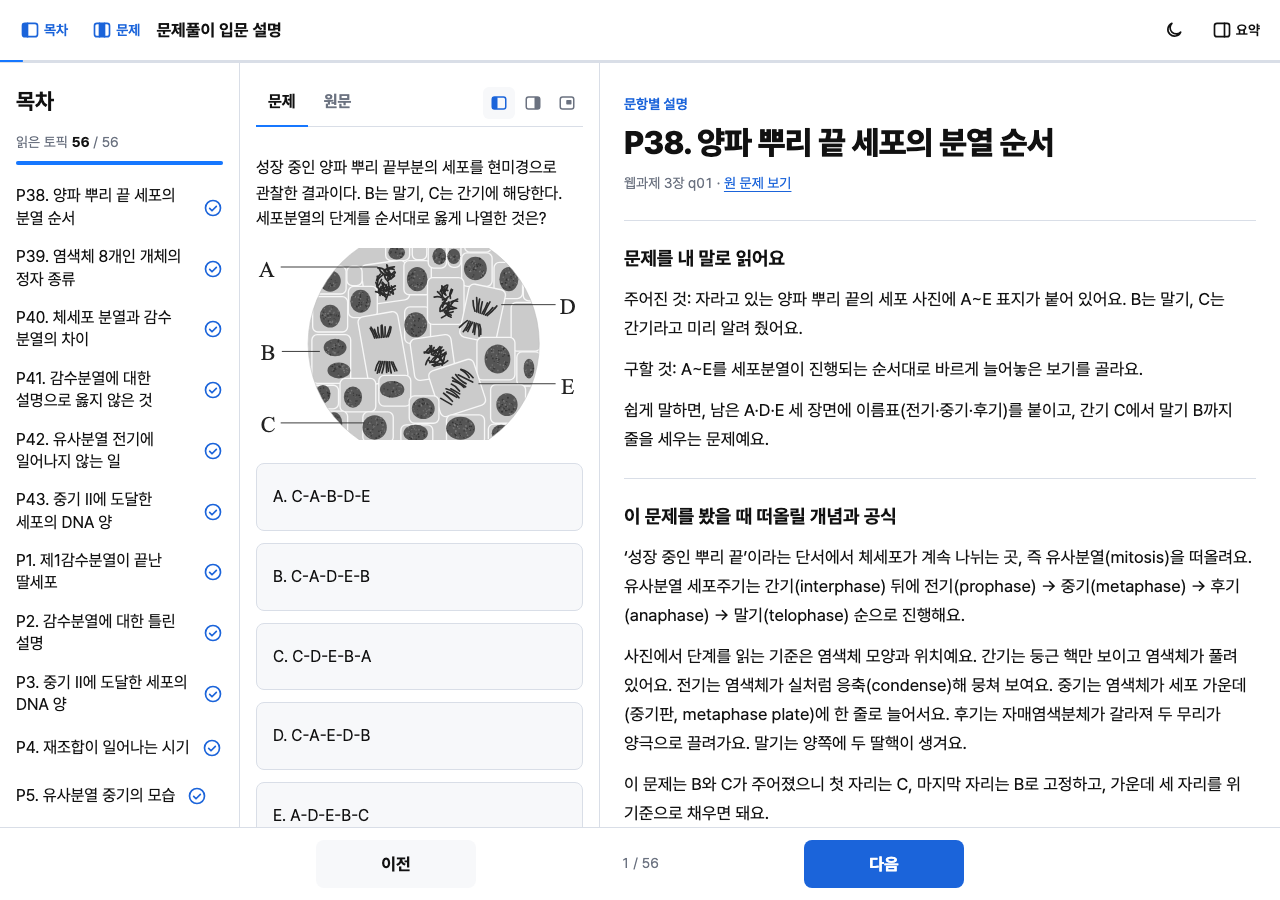 목차
문제
문제풀이 입문 설명
요약
목차
읽은 토픽 56 / 56
P38. 양파 뿌리 끝 세포의
분열 순서
P39. 염색체 8개인 개체의
정자 종류
P40. 체세포 분열과 감수
분열의 차이
P41. 감수분열에 대한
설명으로 옳지 않은 것
P42. 유사분열 전기에
일어나지 않는 일
P43. 중기 II에 도달한
세포의 DNA 양
P1. 제1감수분열이 끝난
딸세포
P2. 감수분열에 대한 틀린
설명
P3. 중기 II에 도달한 세포의
DNA 양
P4. 재조합이 일어나는 시기
P5. 유사분열 중기의 모습
문제
원문
성장 중인 양파 뿌리 끝부분의 세포를 현미경으로
관찰한 결과이다. B는 말기, C는 간기에 해당한다.
세포분열의 단계를 순서대로 옳게 나열한 것은?
A
D
B
E
C
A. C-A-B-D-E
B. C-A-D-E-B
C. C-D-E-B-A
D. C-A-E-D-B
E. A-D-E-B-C
문항별 설명
P38. 양파 뿌리 끝 세포의 분열 순서
웹과제 3장 q01 · 원 문제 보기
문제를 내 말로 읽어요
주어진 것: 자라고 있는 양파 뿌리 끝의 세포 사진에 A~E 표지가 붙어 있어요. B는 말기, C는
간기라고 미리 알려 줬어요.
구할 것: A~E를 세포분열이 진행되는 순서대로 바르게 늘어놓은 보기를 골라요.
쉽게 말하면, 남은 A·D·E 세 장면에 이름표(전기·중기·후기)를 붙이고, 간기 C에서 말기 B까지
줄을 세우는 문제예요.
이 문제를 봤을 때 떠올릴 개념과 공식
‘성장 중인 뿌리 끝’이라는 단서에서 체세포가 계속 나뉘는 곳, 즉 유사분열(mitosis)을 떠올려요.
유사분열 세포주기는 간기(interphase) 뒤에 전기(prophase) → 중기(metaphase) → 후기
(anaphase) → 말기(telophase) 순으로 진행해요.
사진에서 단계를 읽는 기준은 염색체 모양과 위치예요. 간기는 둥근 핵만 보이고 염색체가 풀려
있어요. 전기는 염색체가 실처럼 응축(condense)해 뭉쳐 보여요. 중기는 염색체가 세포 가운데
(중기판, metaphase plate)에 한 줄로 늘어서요. 후기는 자매염색분체가 갈라져 두 무리가
양극으로 끌려가요. 말기는 양쪽에 두 딸핵이 생겨요.
이 문제는 B와 C가 주어졌으니 첫 자리는 C, 마지막 자리는 B로 고정하고, 가운데 세 자리를 위
기준으로 채우면 돼요.
이전
1 / 56
다음